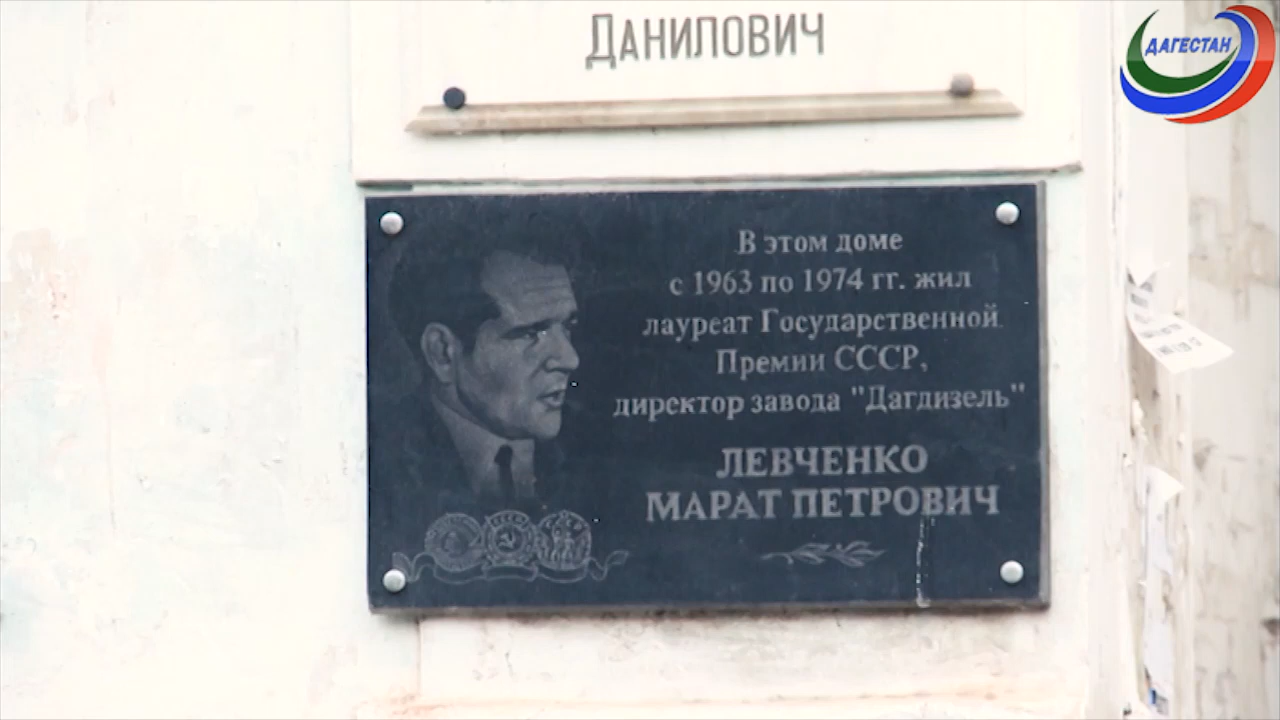 Данилович
ДАГЕСТАН
В этом доме
с 1963 по 1974 гг. жил
лауреат Государственной
Премии СССР,
директор завода "Дагдизель"
ЛЕВЧЕНКО
МАРАТ ПЕТРОВИЧ